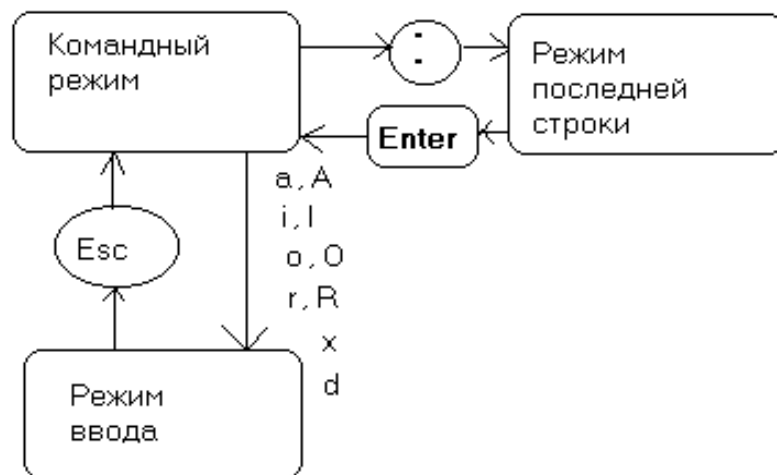 Командный
режим
:
Режим
последней
строки
Enter
a, A
i, I
o, O
r, R
x
d
Esc
Режим
ввода